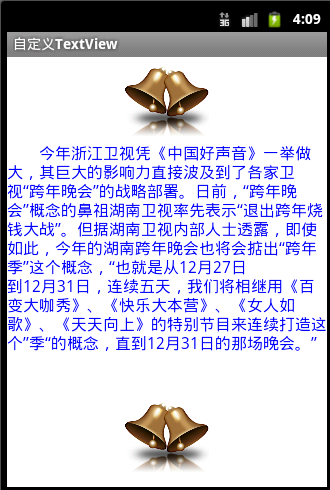 3G 4:09
自定义TextView
今年浙江卫视凭《中国好声音》一举做
大，其巨大的影响力直接波及到了各家卫
视“跨年晚会”的战略部署。日前，“跨年晚
会”概念的鼻祖湖南卫视率先表示“退出跨年烧
钱大战”。但据湖南卫视内部人士透露，即使
如此，今年的湖南跨年晚会也将会掂出“跨年
季”这个概念，“也就是从12月27日
到12月31日，连续五天，我们将相继用《百
变大咖秀》、《快乐大本营》、《女人如
歌》、《天天向上》的特别节目来连续打造这
个”季“的概念，直到12月31日的那场晚会。”